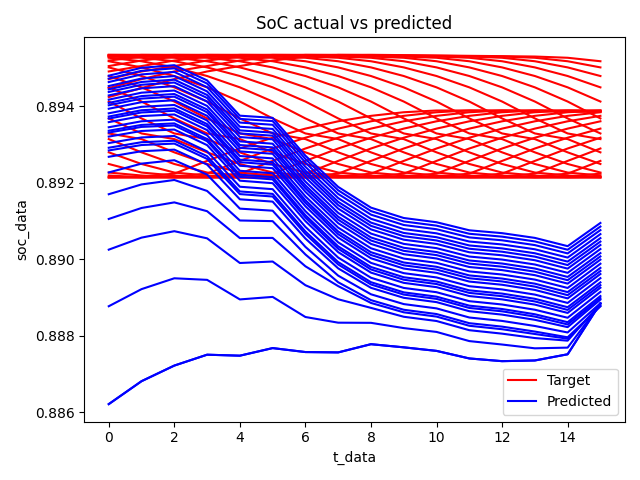 SoC actual vs predicted
soc_data
0.894
0.892
0.890
0.888
0.886
0 2 4 6 8 10 12 14
t_data
Target
Predicted